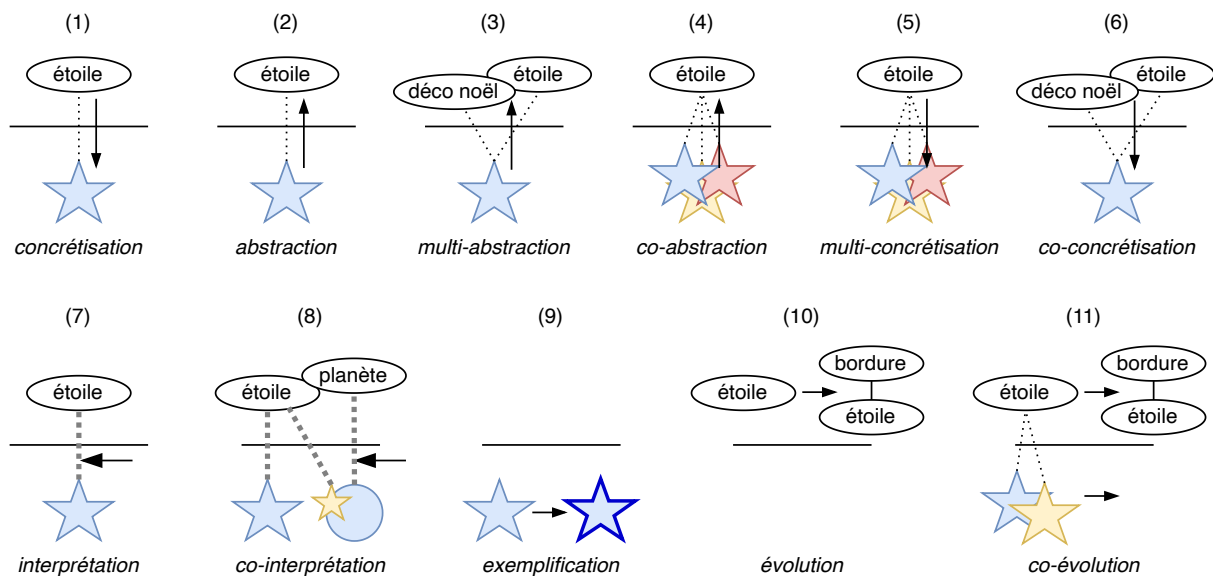 (1) (2) (3) (4) (5) (6)
étoile étoile étoile étoile étoile étoile
déco noël déco noël
concrétisation abstraction multi-abstraction co-abstraction multi-concrétisation co-concrétisation
(7) (8) (9) (10) (11)
planète bordure bordure
étoile étoile étoile étoile
étoile étoile
interprétation co-interprétation exemplification évolution co-évolution